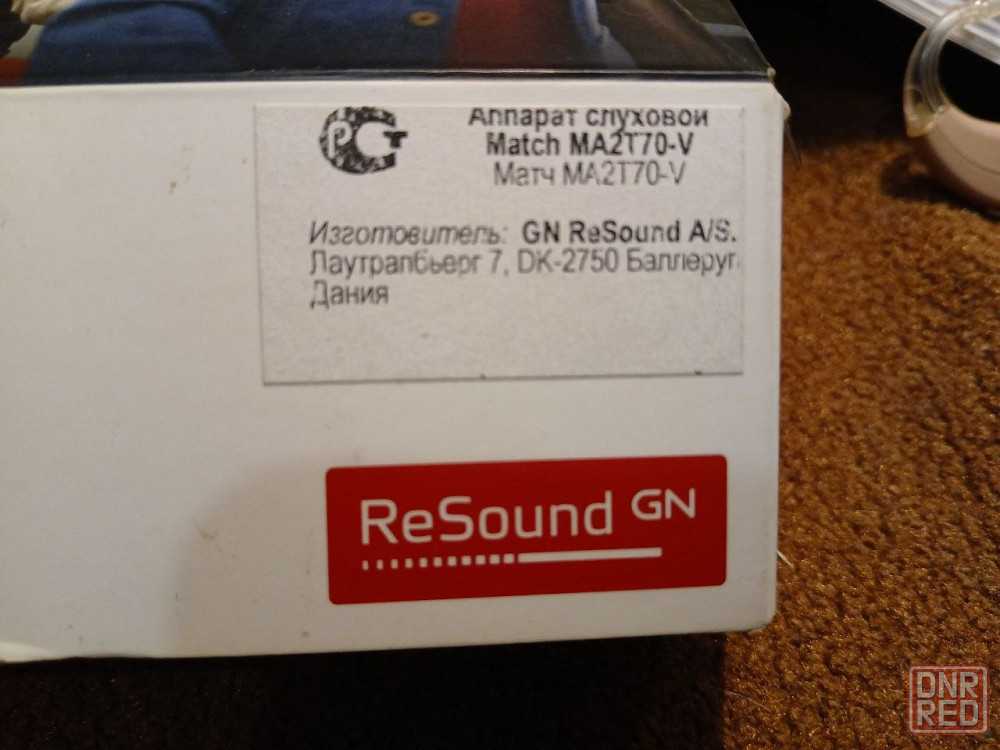 РСТ
Аппарат слуховой
Match MA2T70-V
Матч MA2T70-V
Изготовитель: GN ReSound A/S.
Лаутрапбьерг 7, DK-2750 Баллеруп
Дания
ReSound GN
DNR
RED